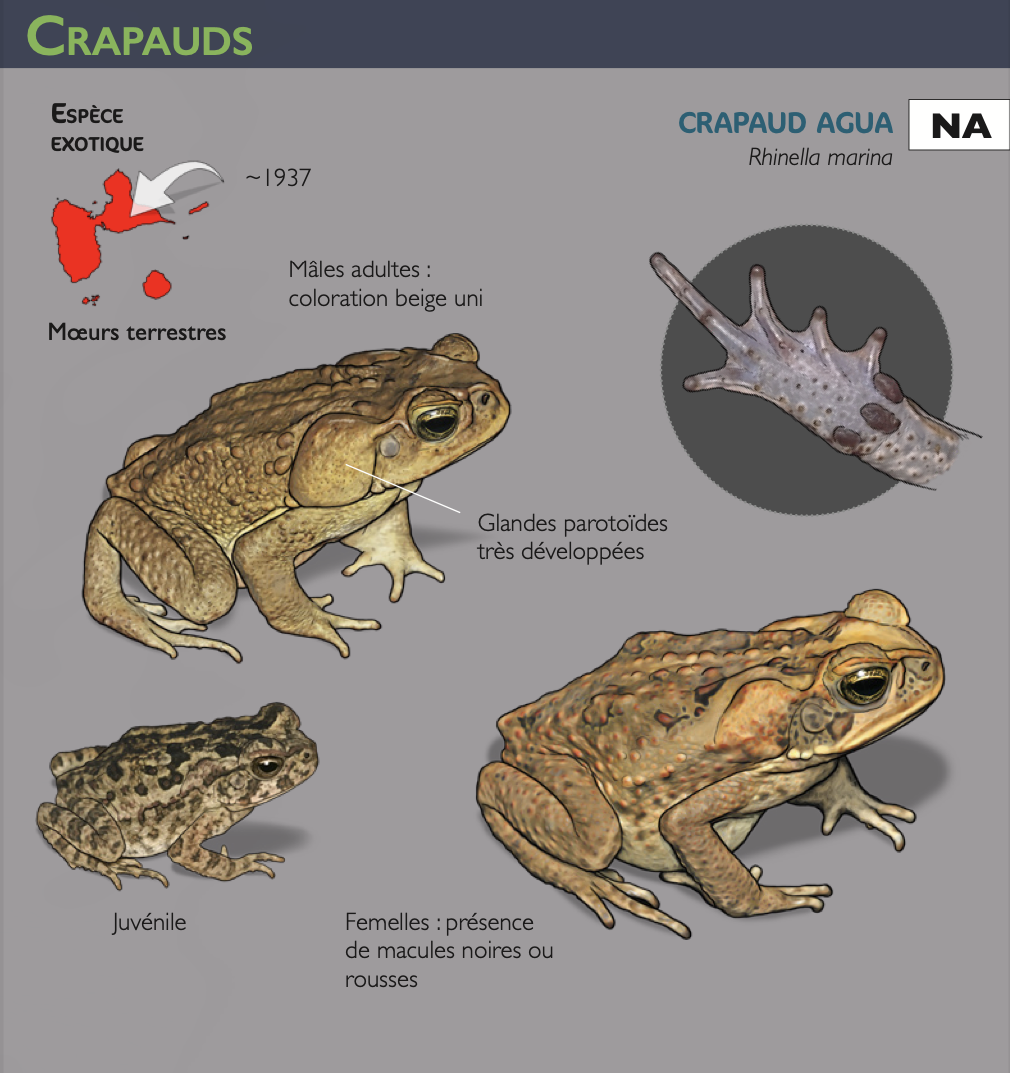 CRAPAUDS
ESPÈCE
EXOTIQUE
~1937
CRAPAUD AGUA
NA
Rhinella marina
Mâles adultes :
coloration beige uni
Mœurs terrestres
Glandes parotoïdes
très développées
Juvénile
Femelles : présence
de macules noires ou
rousses